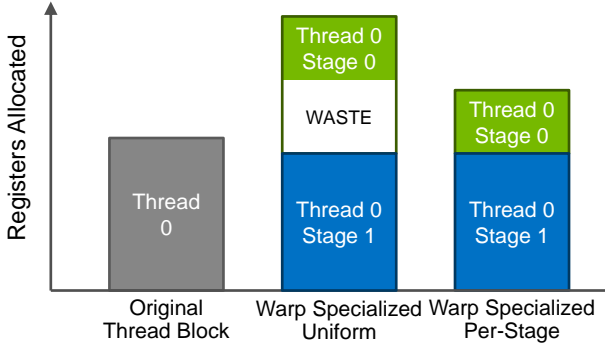 Registers Allocated
Thread
0
Thread 0
Stage 0
WASTE
Thread 0
Stage 1
Thread 0
Stage 0
Thread 0
Stage 1
Original
Thread Block
Warp Specialized
Uniform
Warp Specialized
Per-Stage